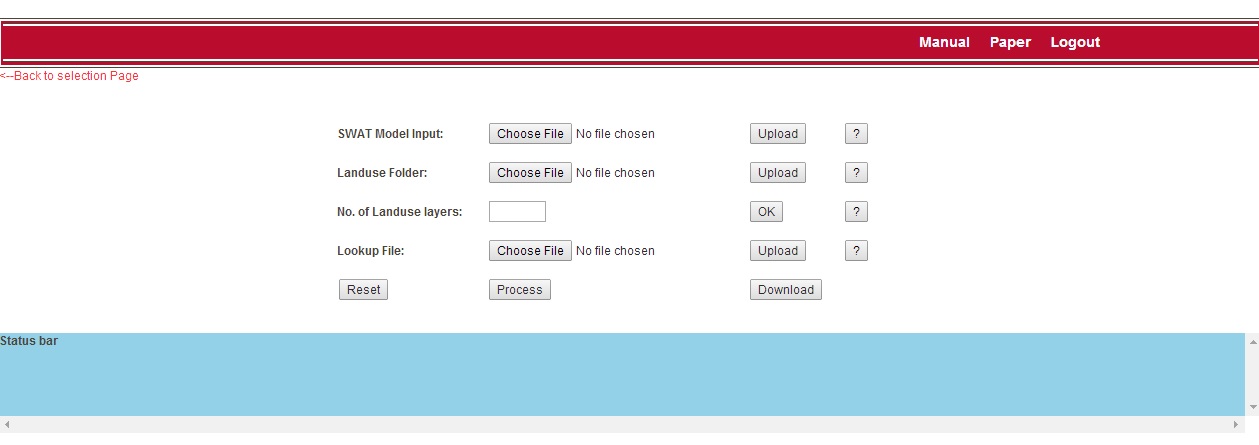 Manual Paper Logout
<--Back to selection Page
SWAT Model Input: Choose File No file chosen Upload ?
Landuse Folder: Choose File No file chosen Upload ?
No. of Landuse layers: OK ?
Lookup File: Choose File No file chosen Upload ?
Reset Process Download
Status bar